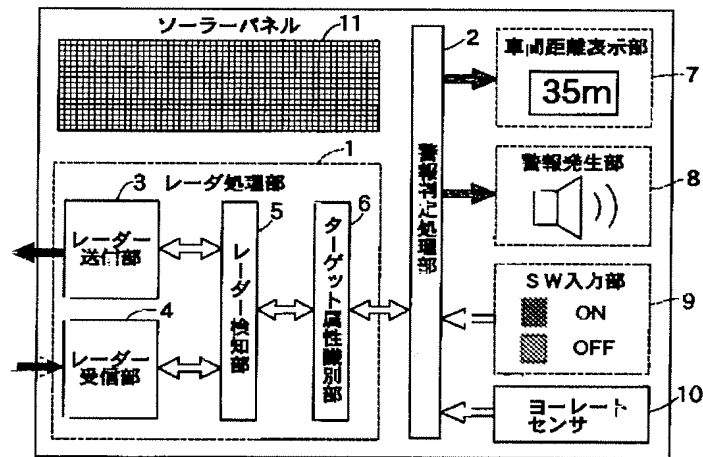 ソーラーパネル
11
2
車間距離表示部
35m
7
1
3
レーダ処理部
警報発生部
8
レーダー
送信部
5
レーダー検知部
6
ターゲット属性識別部
警報判定処理部
SW入力部
ON
OFF
9
4
レーダー
受信部
ヨーレート
センサ
10